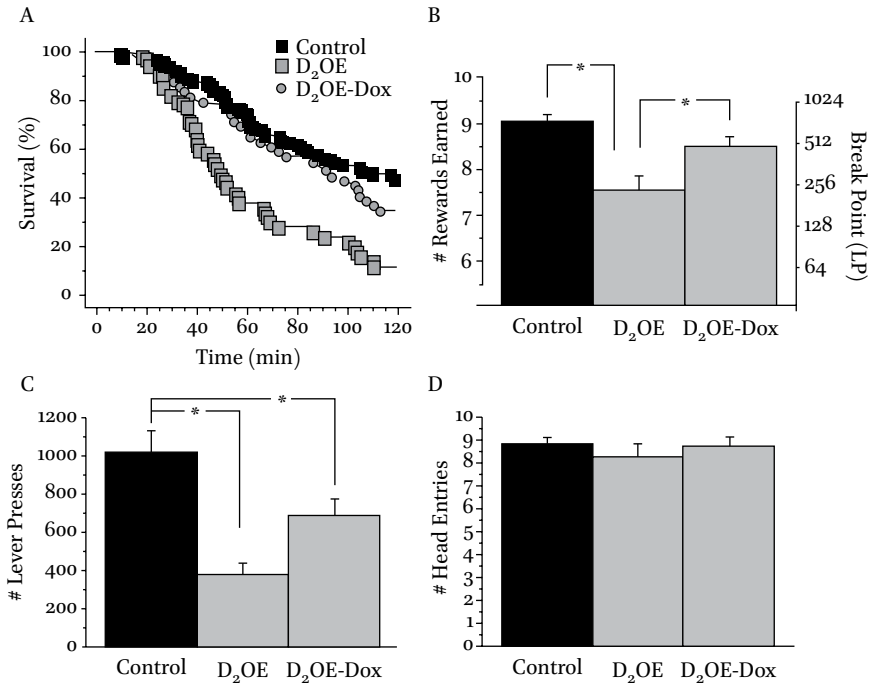 A
Survival (%)
100
80
60
40
20
0
Control
D₂OE
D₂OE-Dox
0 20 40 60 80 100 120
Time (min)
B
# Rewards Earned
10
9
8
7
6
*
*
1024
512
256
128
64
Break Point (LP)
Control D₂OE D₂OE-Dox
C
# Lever Presses
1000
800
600
400
200
0
*
*
Control D₂OE D₂OE-Dox
D
# Head Entries
10
9
8
7
6
5
4
3
2
1
0
Control D₂OE D₂OE-Dox